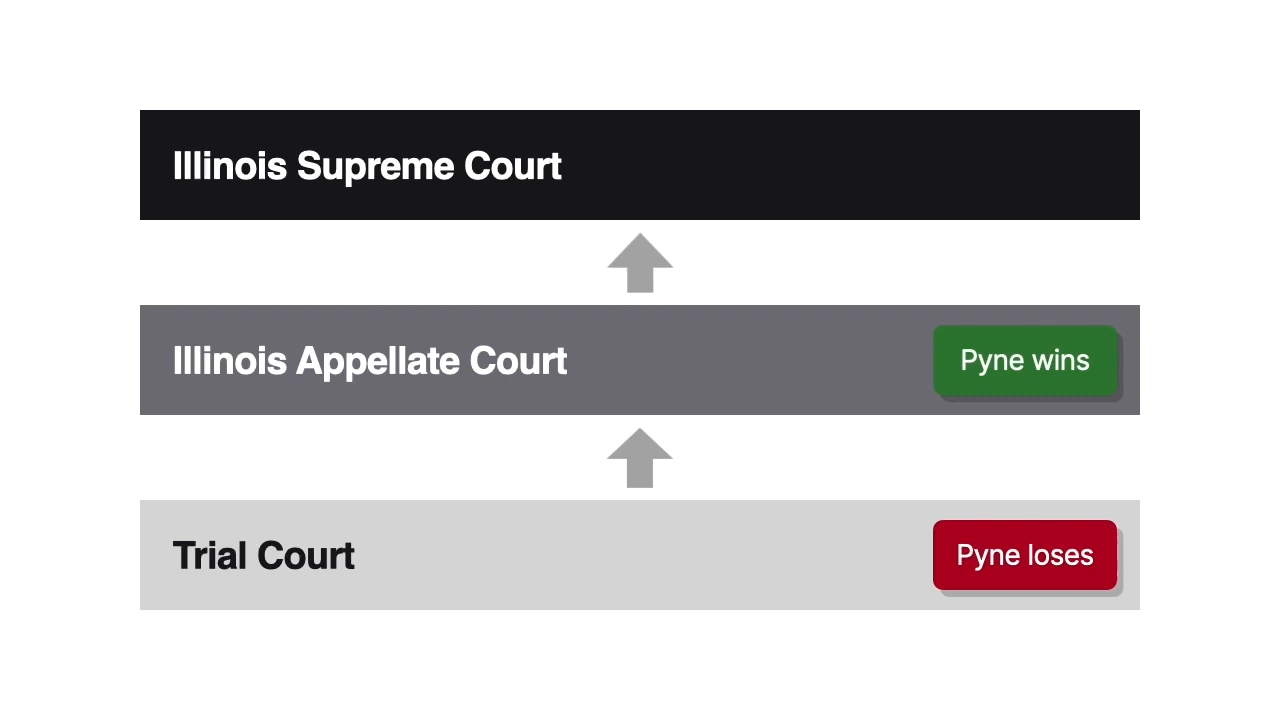 Illinois Supreme Court
Illinois Appellate Court
Pyne wins
Trial Court
Pyne loses